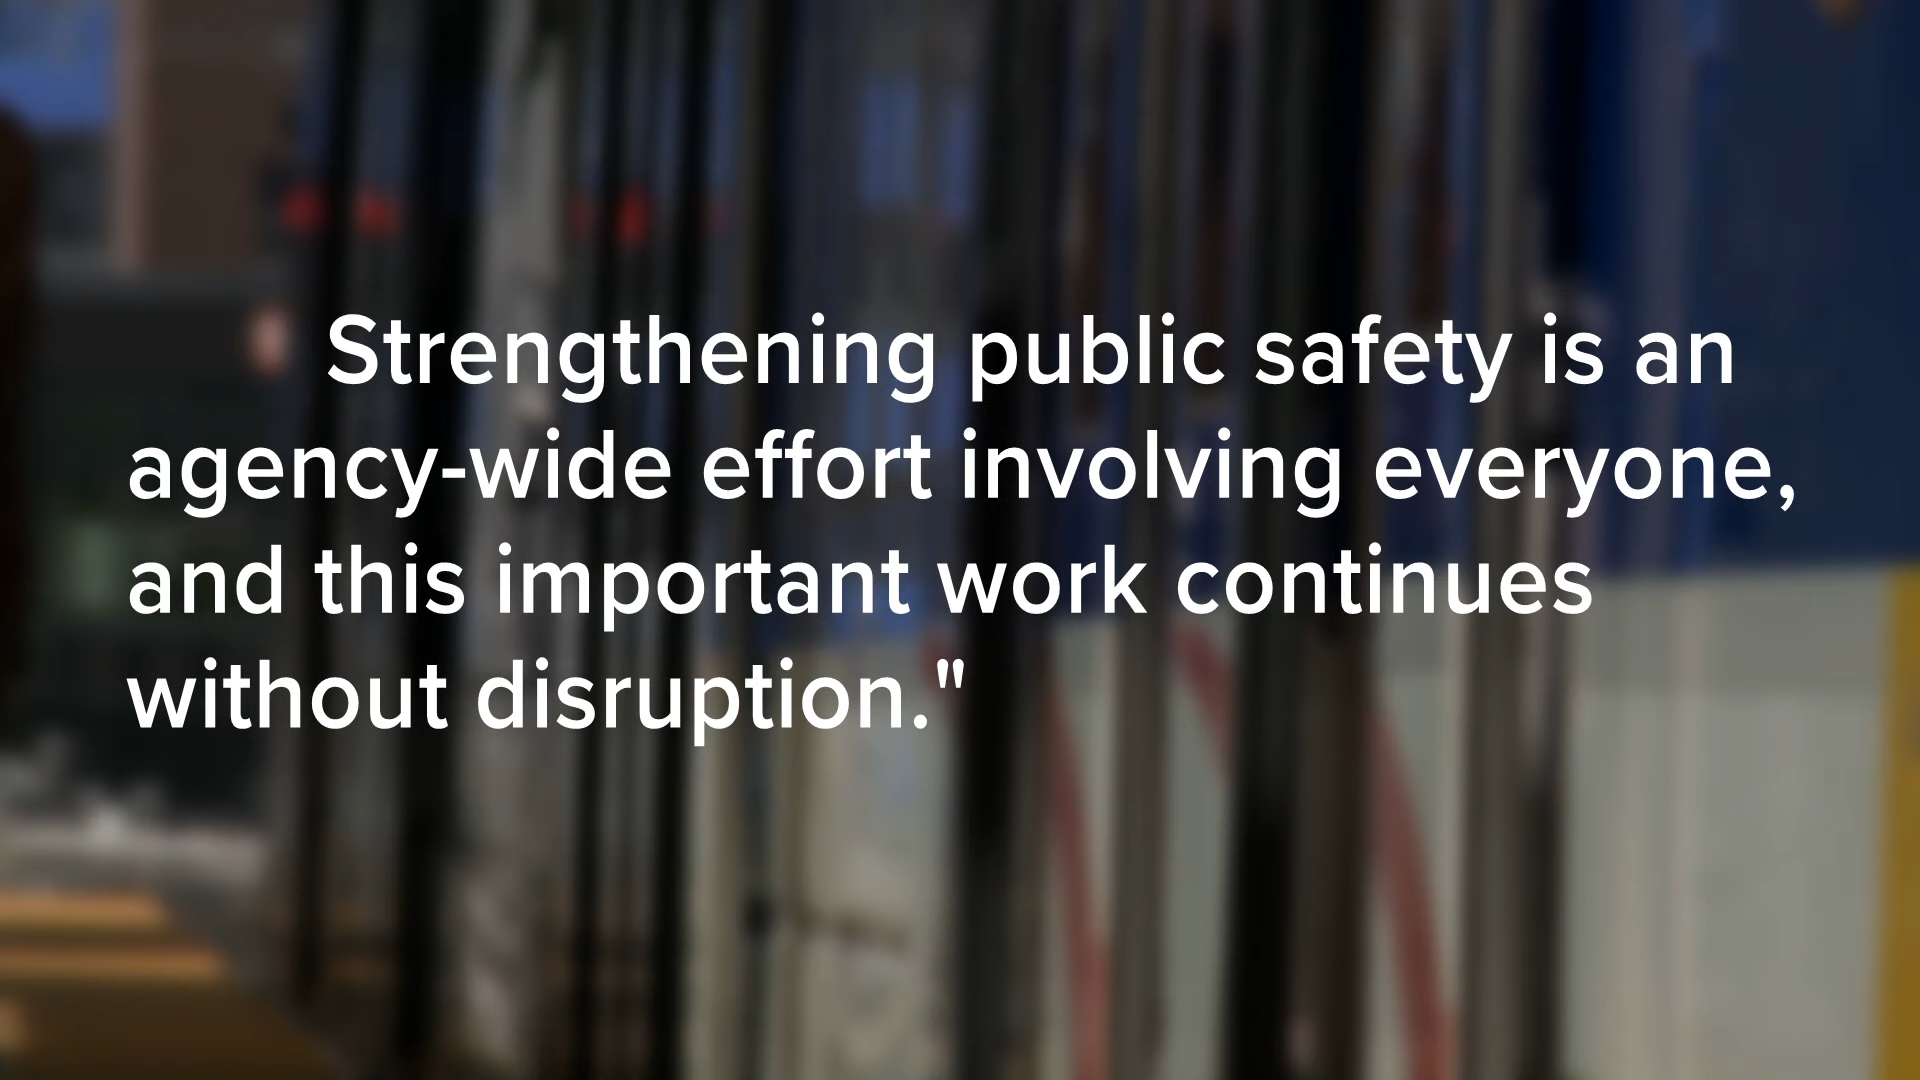 Strengthening public safety is an
agency-wide effort involving everyone,
and this important work continues
without disruption."